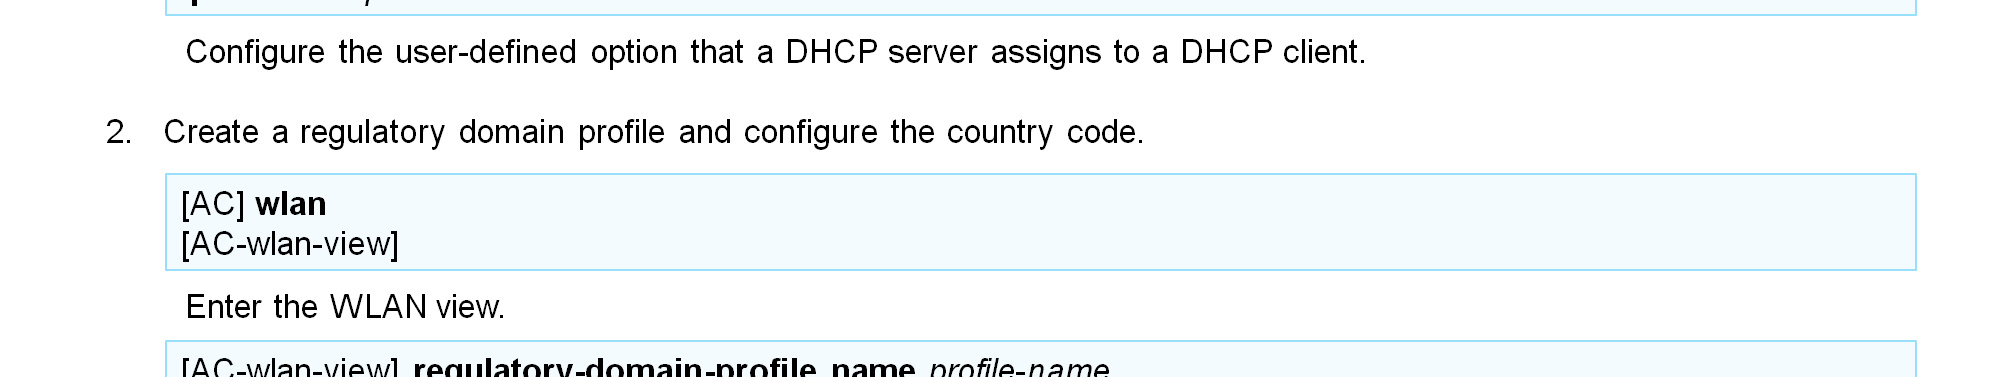 Configure the user-defined option that a DHCP server assigns to a DHCP client.
2. Create a regulatory domain profile and configure the country code.
[AC] wlan
[AC-wlan-view]
Enter the WLAN view.
[AC-wlan-view] regulatory-domain-profile name profile-name